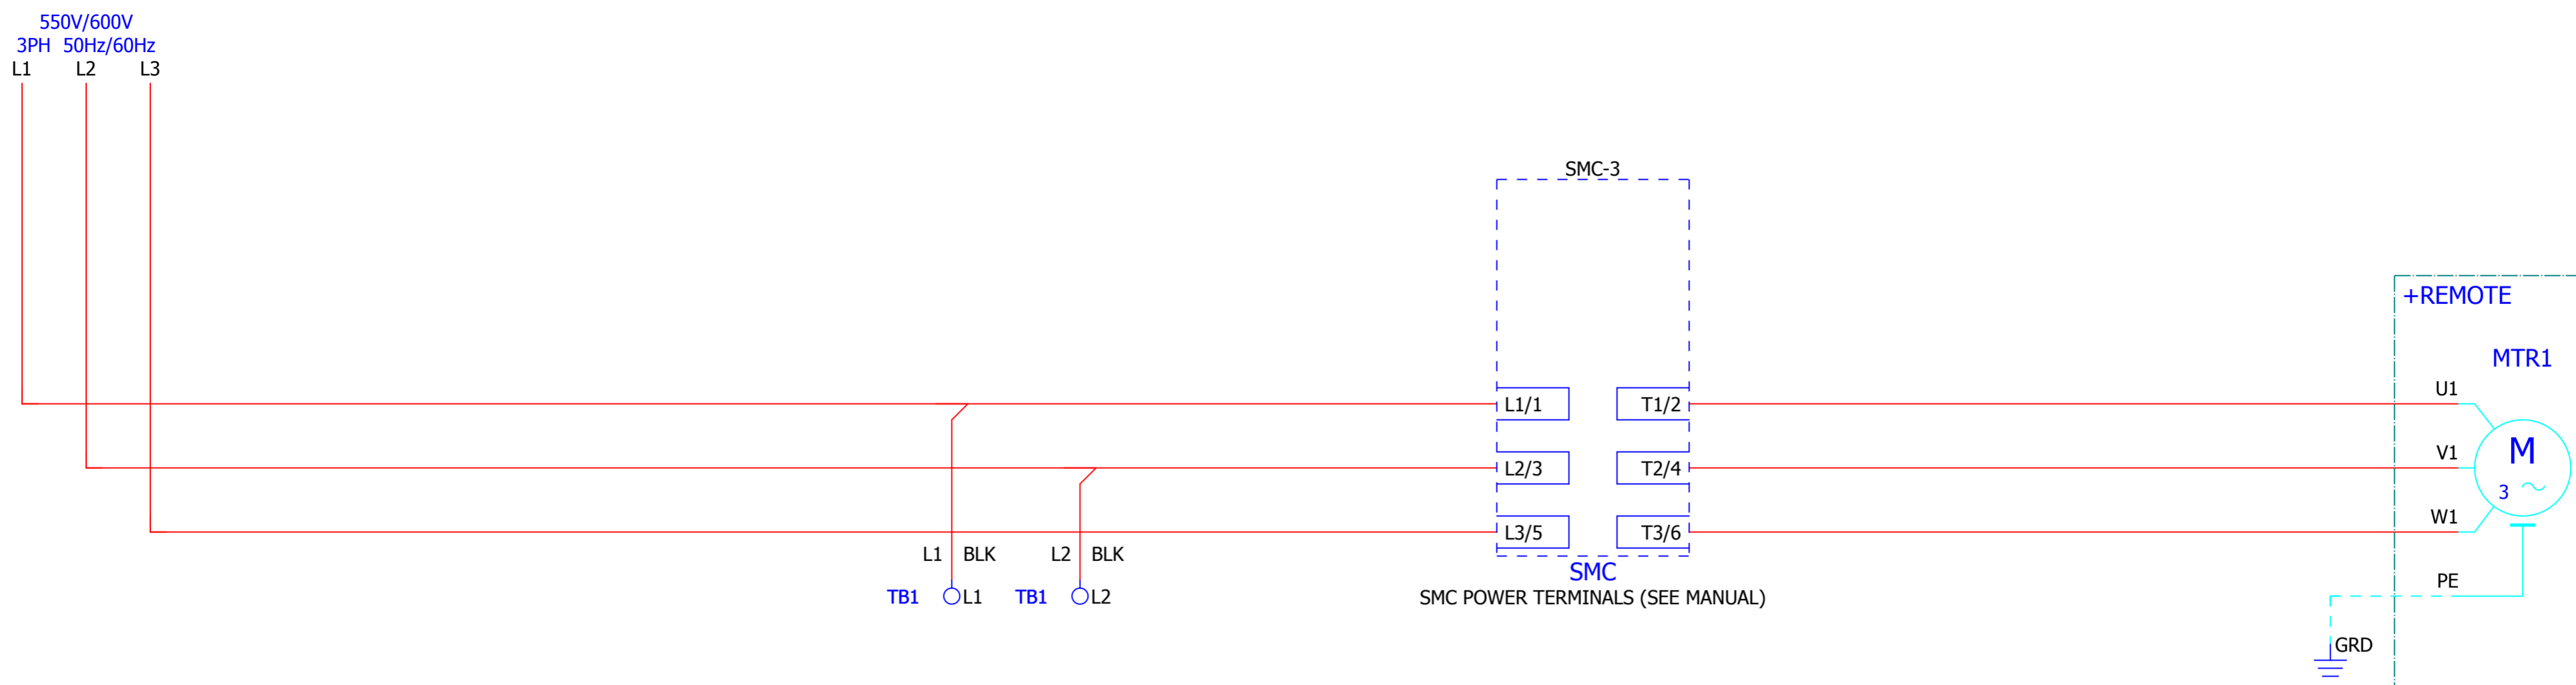 550V/600V
3PH 50Hz/60Hz
L1 L2 L3
SMC-3
+REMOTE
MTR1
U1
L1/1 T1/2
V1
M
L2/3 T2/4
3
W1
L3/5 T3/6
L1 BLK L2 BLK
SMC
PE
TB1 L1 TB1 L2
SMC POWER TERMINALS (SEE MANUAL)
GRD